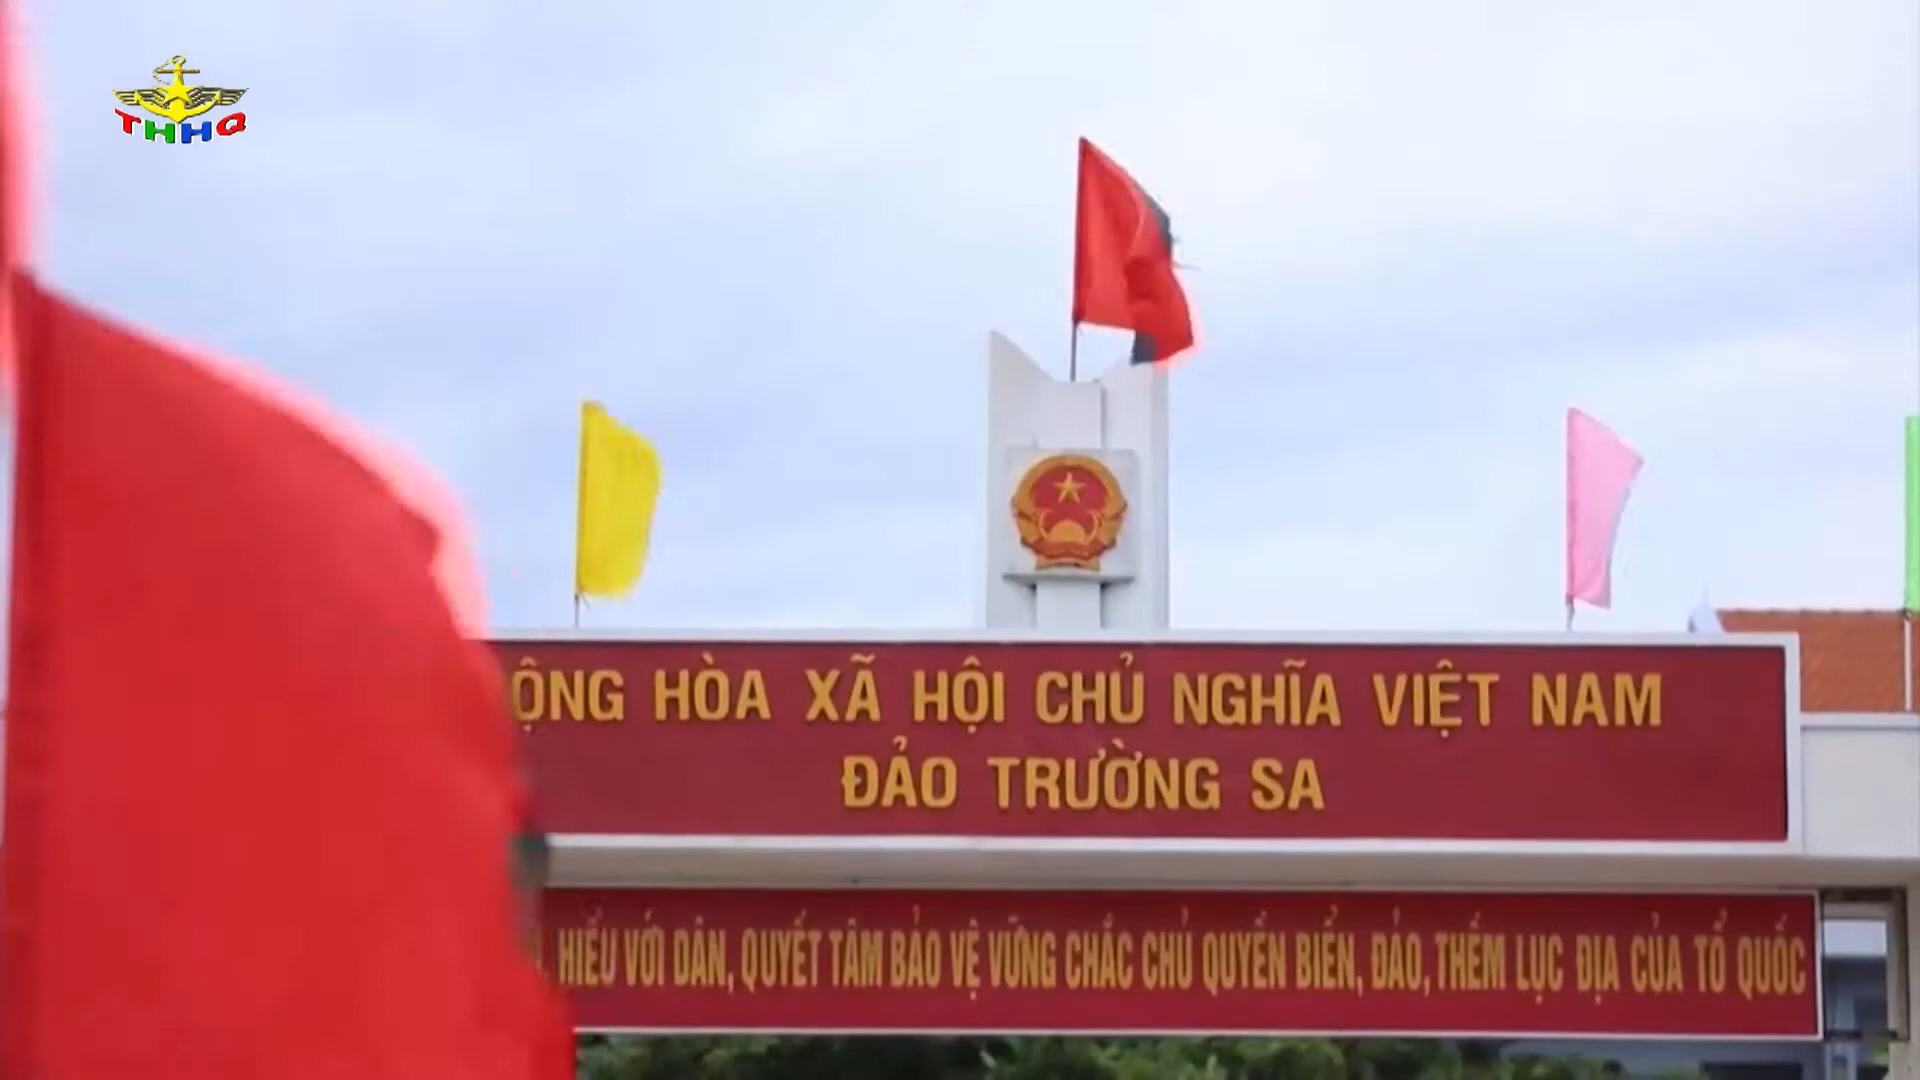 THHQ
ỘNG HÒA XÃ HỘI CHỦ NGHĨA VIỆT NAM
ĐẢO TRƯỜNG SA
HIẾU VỚI DÂN, QUYẾT TÂM BẢO VỆ VỮNG CHẮC CHỦ QUYỀN BIỂN, ĐẢO, THỀM LỤC ĐỊA CỦA TỔ QUỐC